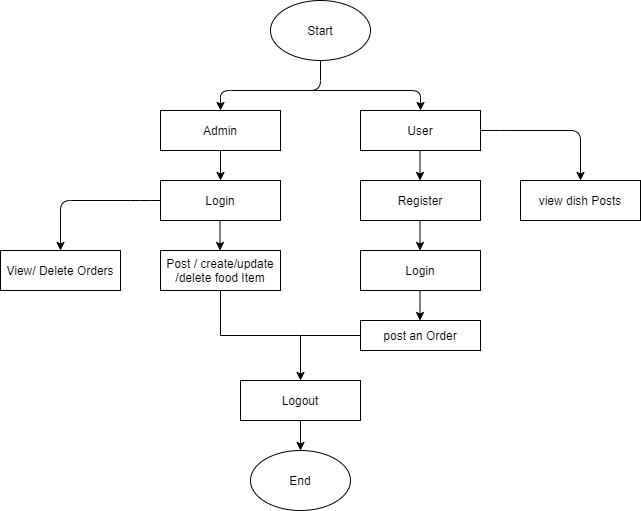 Start
Admin
User
Login
Register
view dish Posts
View/ Delete Orders
Post / create/update
/delete food Item
Login
post an Order
Logout
End